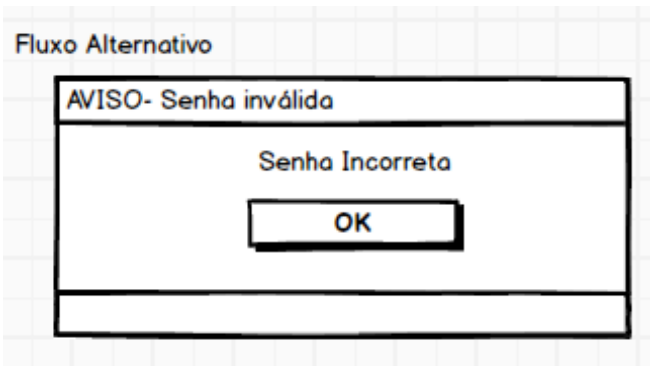 Fluxo Alternativo
AVISO- Senha inválida
Senha Incorreta
OK